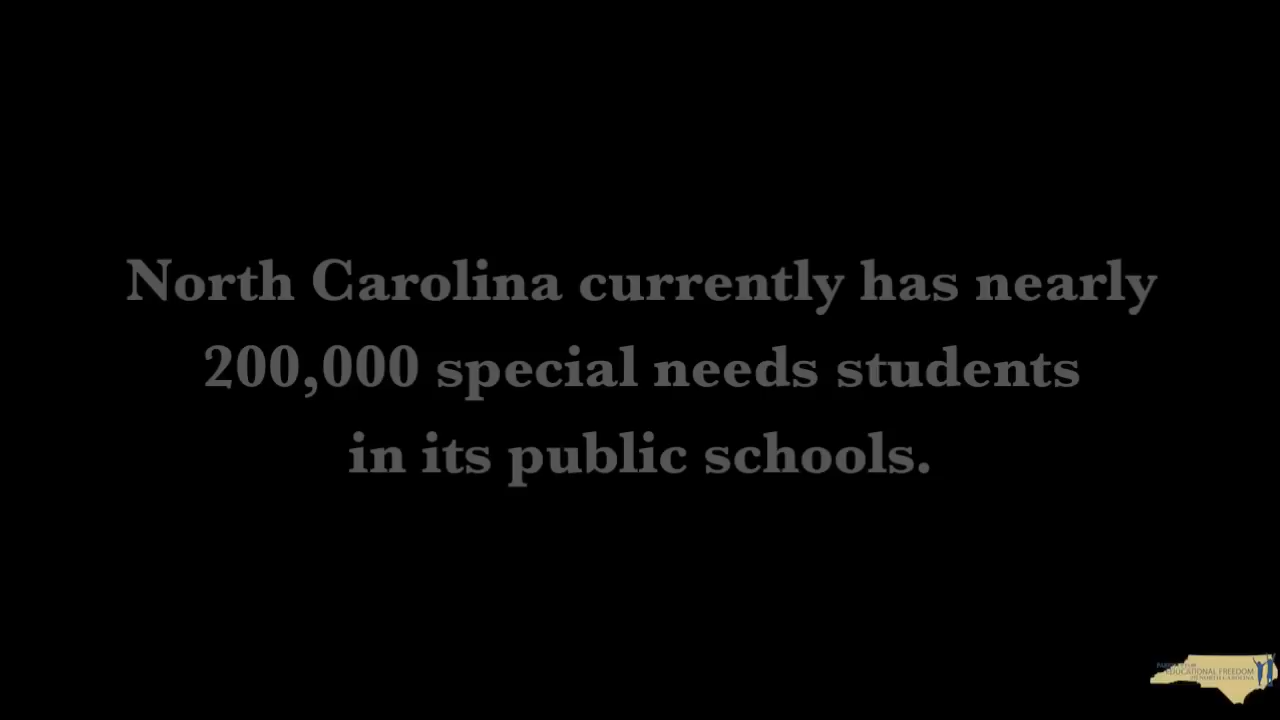 North Carolina currently has nearly
200,000 special needs students
in its public schools.
EDUCATIONAL FREEDOM